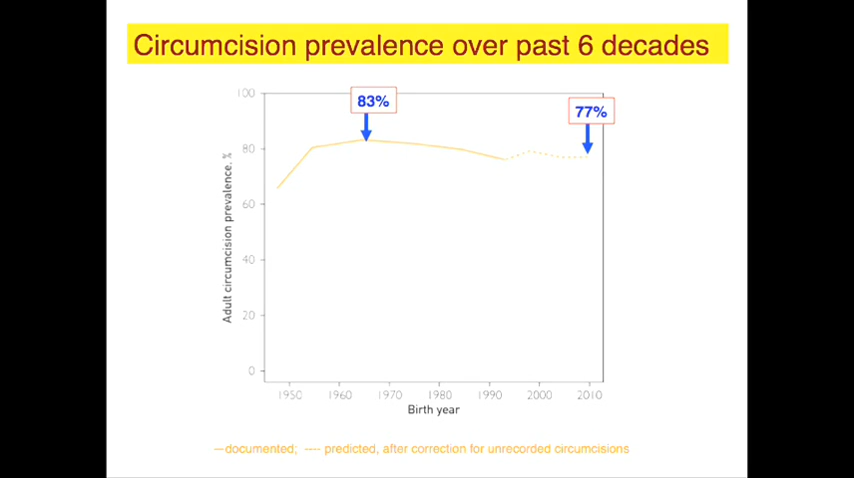 Circumcision prevalence over past 6 decades
100
83%
77%
80
60
40
20
0
Adult circumcision prevalence. %
1950 1960 1970 1980 1990 2000 2010
Birth year
—documented; ---- predicted, after correction for unrecorded circumcisions